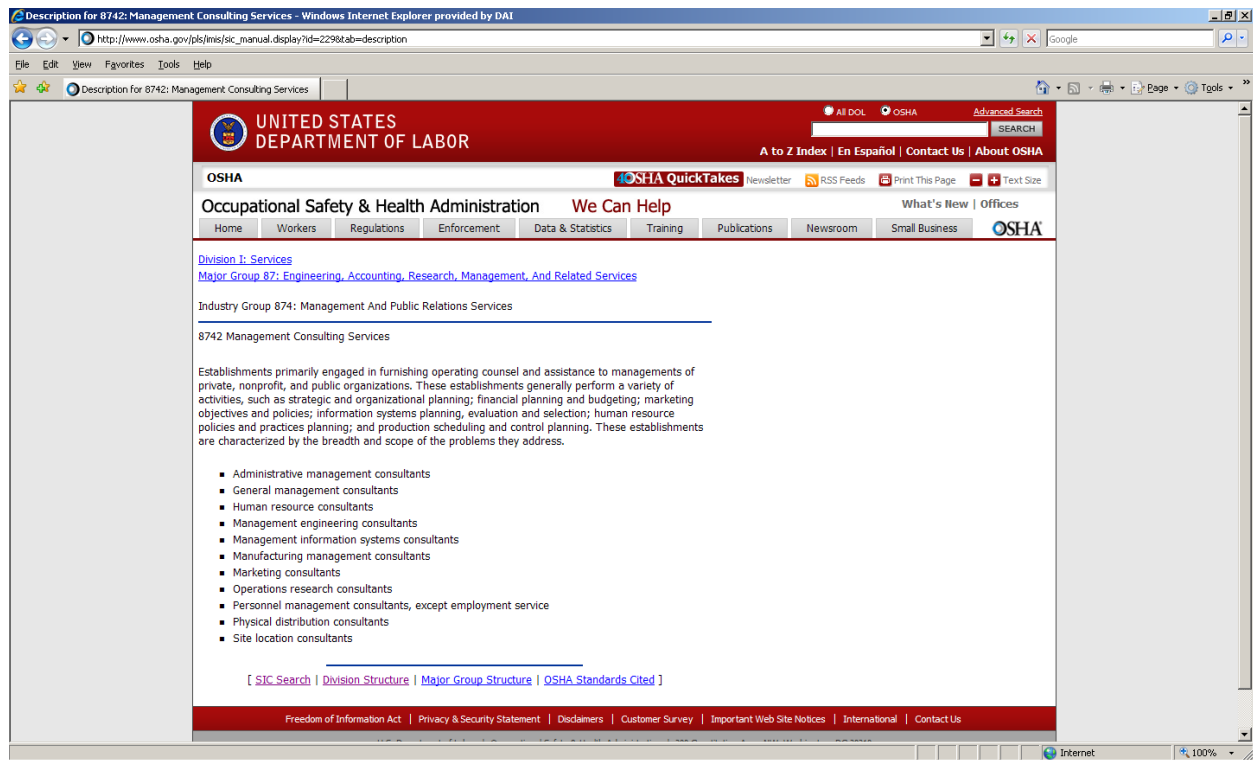 Description for 8742: Management Consulting Services - Windows Internet Explorer provided by DAI
http://www.osha.gov/pls/imis/sic_manual.display?id=229&tab=description
Google
File Edit View Favorites Tools Help
Description for 8742: Management Consulting Services
Page Tools »
UNITED STATES
DEPARTMENT OF LABOR
All DOL OSHA Advanced Search
SEARCH
A to Z Index | En Español | Contact Us | About OSHA
OSHA
OSHA QuickTakes Newsletter RSS Feeds Print This Page Text Size
Occupational Safety & Health Administration We Can Help
What's New | Offices
Home Workers Regulations Enforcement Data & Statistics Training Publications Newsroom Small Business OSHA
Division I: Services
Major Group 87: Engineering, Accounting, Research, Management, And Related Services
Industry Group 874: Management And Public Relations Services
8742 Management Consulting Services
Establishments primarily engaged in furnishing operating counsel and assistance to managements of
private, nonprofit, and public organizations. These establishments generally perform a variety of
activities, such as strategic and organizational planning; financial planning and budgeting; marketing
objectives and policies; information systems planning, evaluation and selection; human resource
policies and practices planning; and production scheduling and control planning. These establishments
are characterized by the breadth and scope of the problems they address.
Administrative management consultants
General management consultants
Human resource consultants
Management engineering consultants
Management information systems consultants
Manufacturing management consultants
Marketing consultants
Operations research consultants
Personnel management consultants, except employment service
Physical distribution consultants
Site location consultants
[ SIC Search | Division Structure | Major Group Structure | OSHA Standards Cited ]
Freedom of Information Act | Privacy & Security Statement | Disclaimers | Customer Survey | Important Web Site Notices | International | Contact Us
Internet 100%